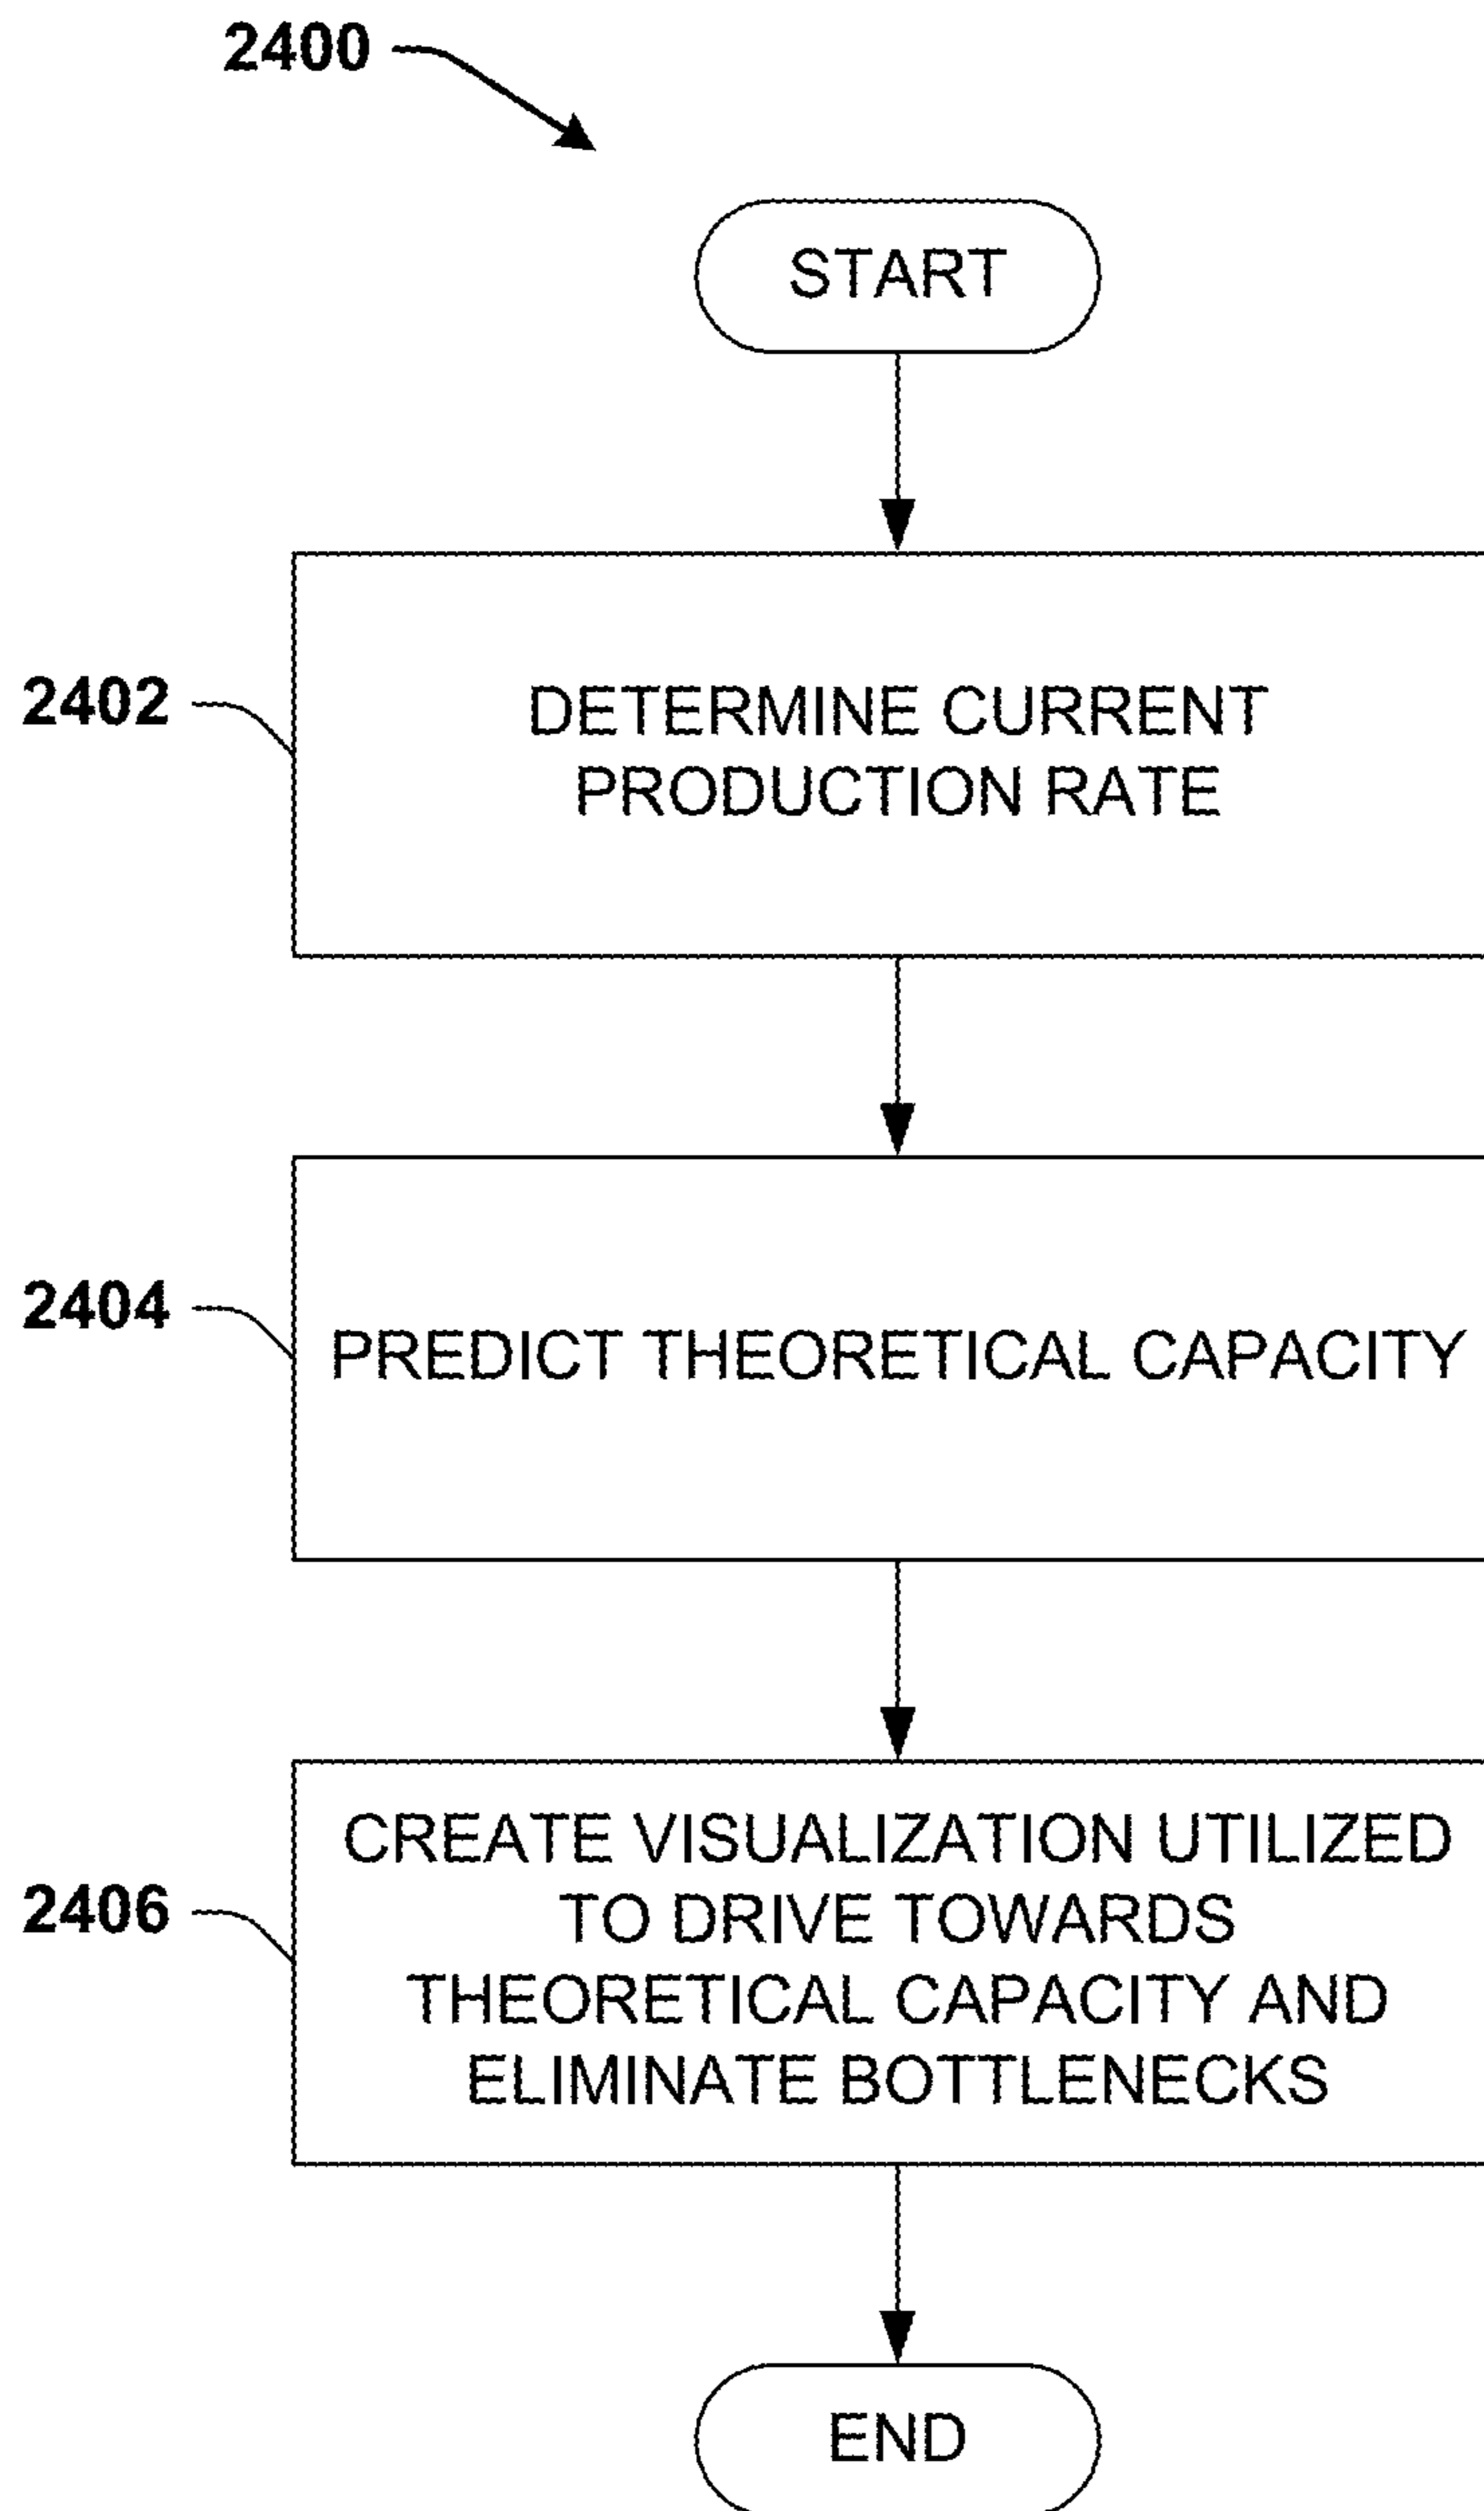 2400
START
2402
DETERMINE CURRENT
PRODUCTION RATE
2404
PREDICT THEORETICAL CAPACITY
2406
CREATE VISUALIZATION UTILIZED
TO DRIVE TOWARDS
THEORETICAL CAPACITY AND
ELIMINATE BOTTLENECKS
END